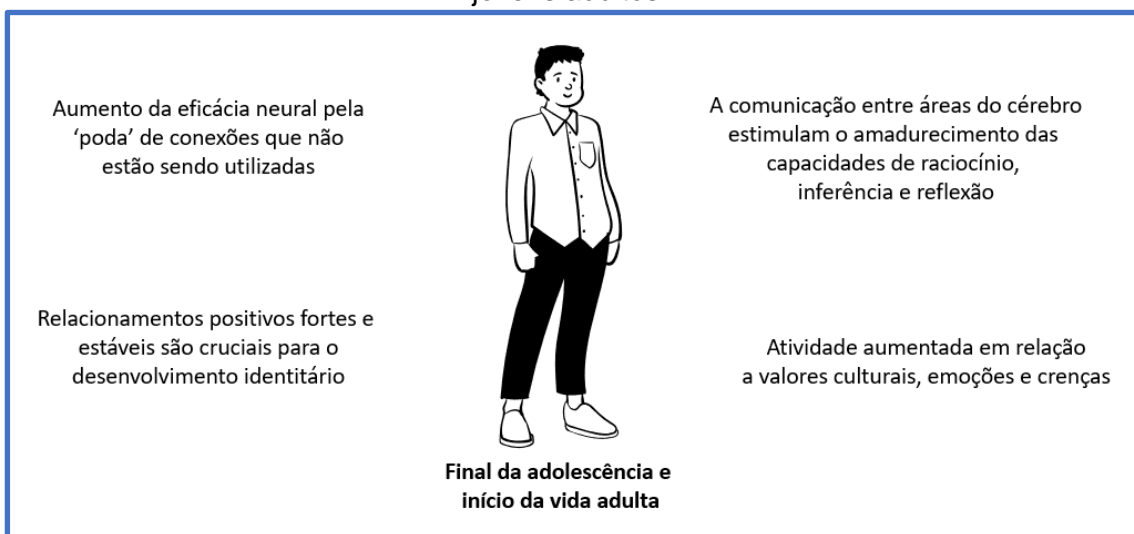 Aumento da eficácia neural pela
‘poda’ de conexões que não
estão sendo utilizadas
A comunicação entre áreas do cérebro
estimulam o amadurecimento das
capacidades de raciocínio,
inferência e reflexão
Relacionamentos positivos fortes e
estáveis são cruciais para o
desenvolvimento identitário
Atividade aumentada em relação
a valores culturais, emoções e crenças
Final da adolescência e
início da vida adulta